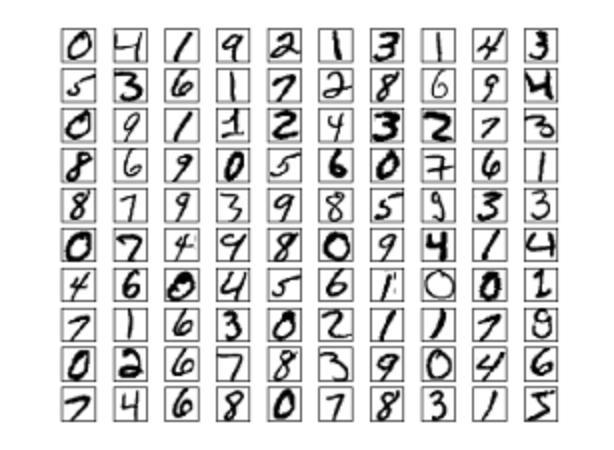 0 4 1 9 2 1 3 1 4 3
5 3 6 1 7 2 8 6 9 4
0 9 1 1 2 4 3 2 7 3
8 6 9 0 5 6 0 7 6 1
8 7 9 3 9 8 5 9 3 3
0 7 4 9 8 0 9 4 1 4
4 6 0 4 5 6 1 0 0 1
7 1 6 3 0 2 1 1 7 9
0 2 6 7 8 3 9 0 4 6
7 4 6 8 0 7 8 3 1 5